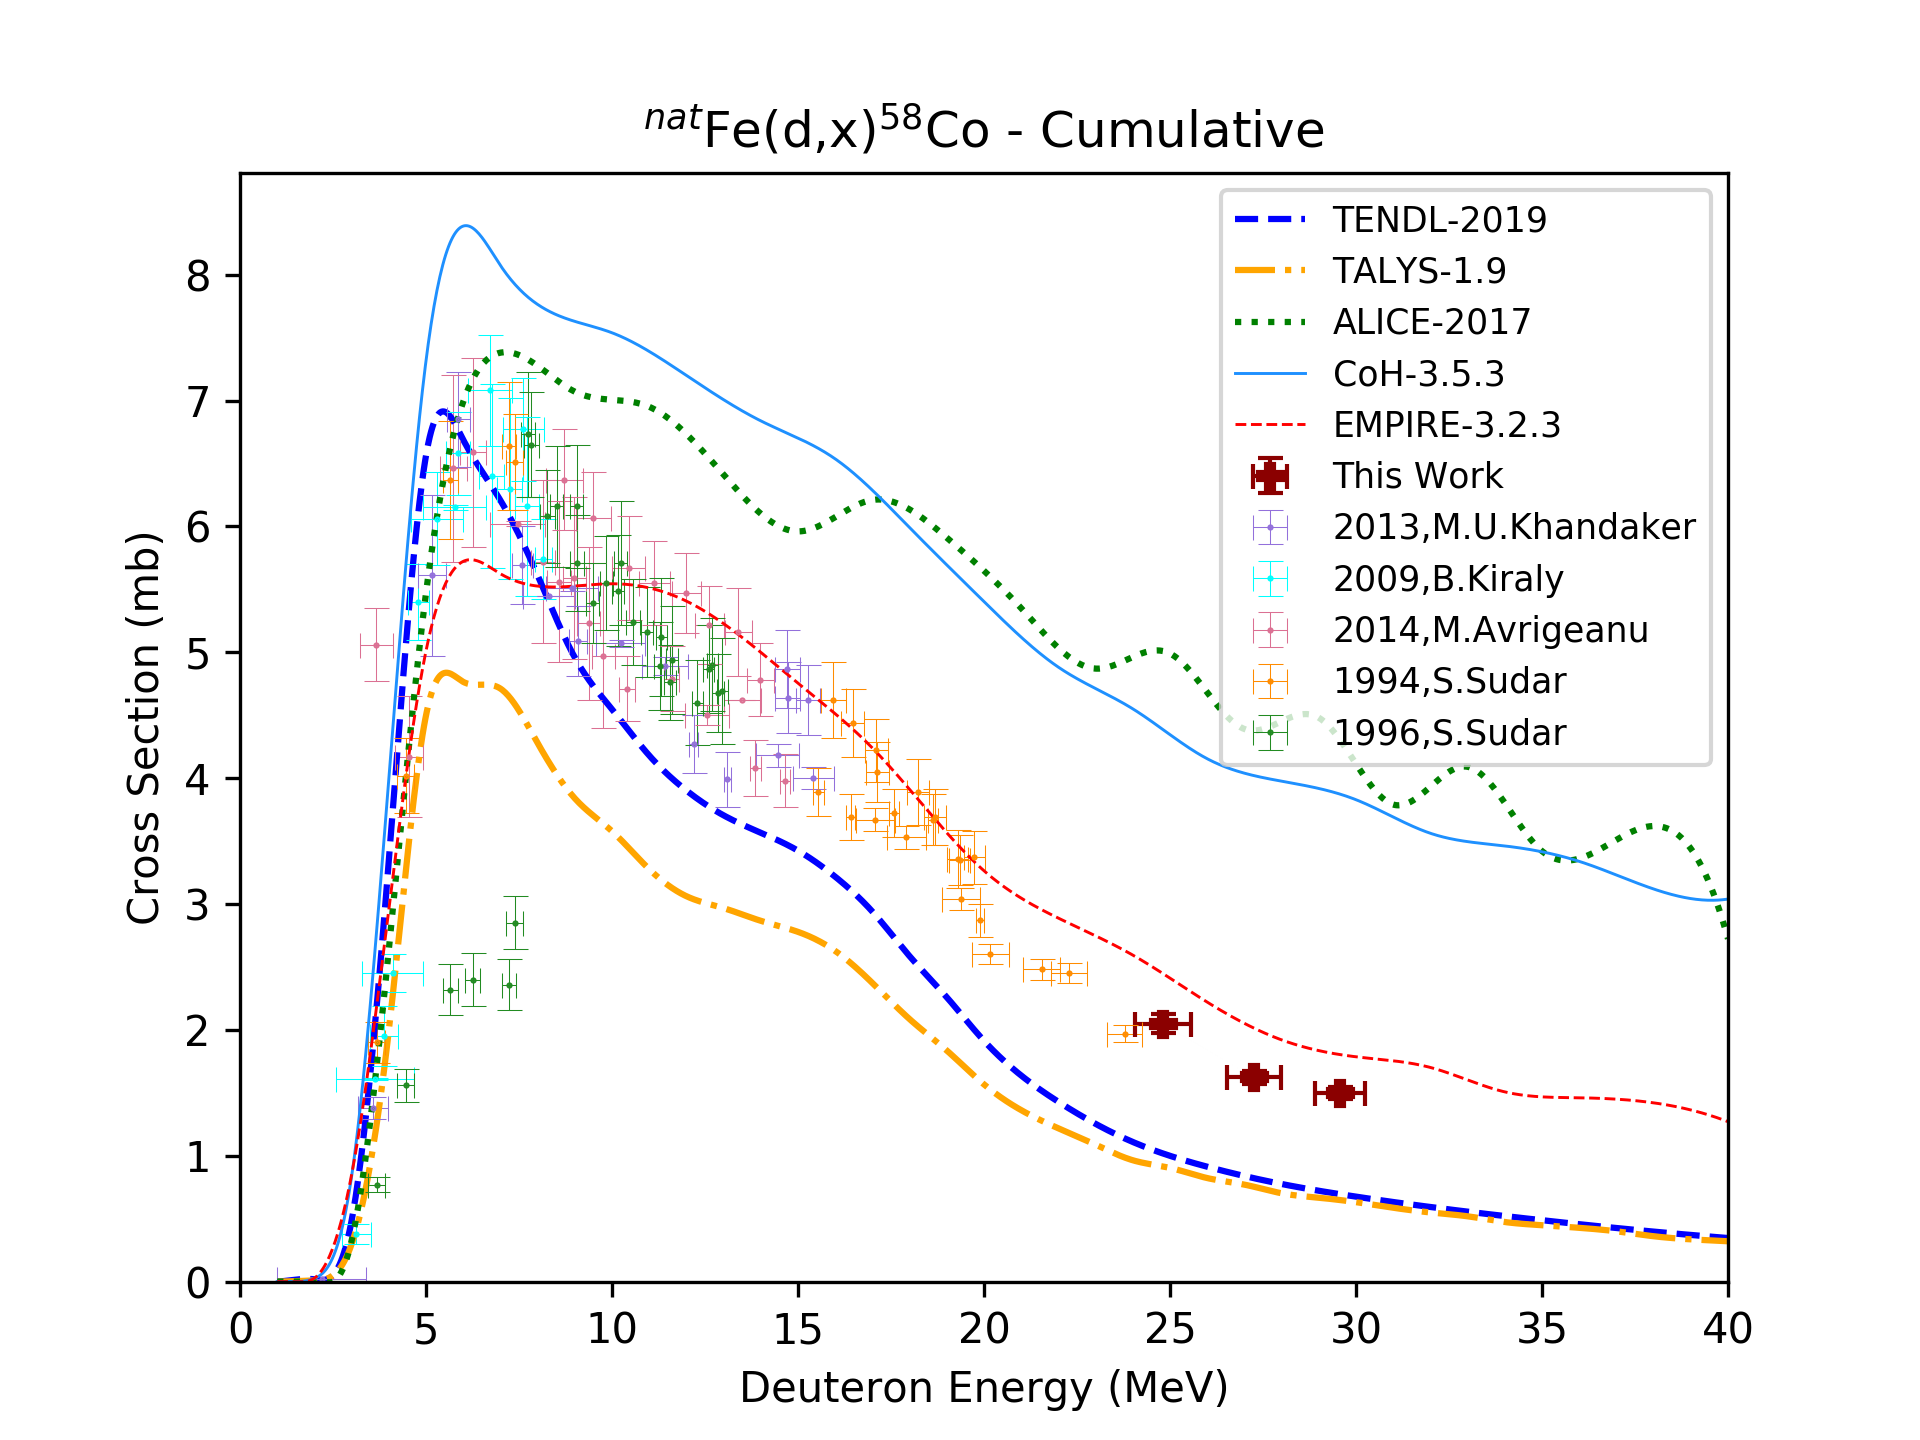 ⁿᵃᵗFe(d,x)⁵⁸Co - Cumulative
TENDL-2019
TALYS-1.9
ALICE-2017
CoH-3.5.3
EMPIRE-3.2.3
This Work
2013,M.U.Khandaker
2009,B.Kiraly
2014,M.Avrigeanu
1994,S.Sudar
1996,S.Sudar
Cross Section (mb)
8
7
6
5
4
3
2
1
0
0 5 10 15 20 25 30 35 40
Deuteron Energy (MeV)